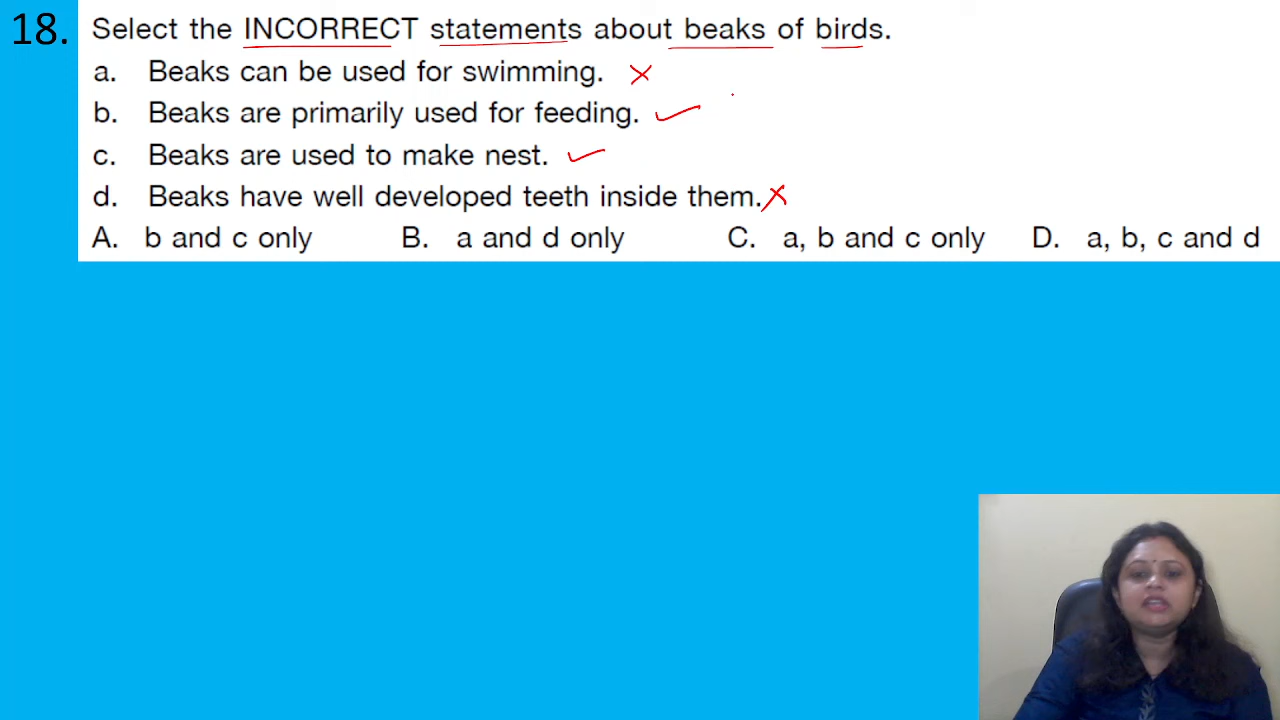 18. Select the INCORRECT statements about beaks of birds.
a. Beaks can be used for swimming.
b. Beaks are primarily used for feeding.
c. Beaks are used to make nest.
d. Beaks have well developed teeth inside them.
A. b and c only B. a and d only C. a, b and c only D. a, b, c and d